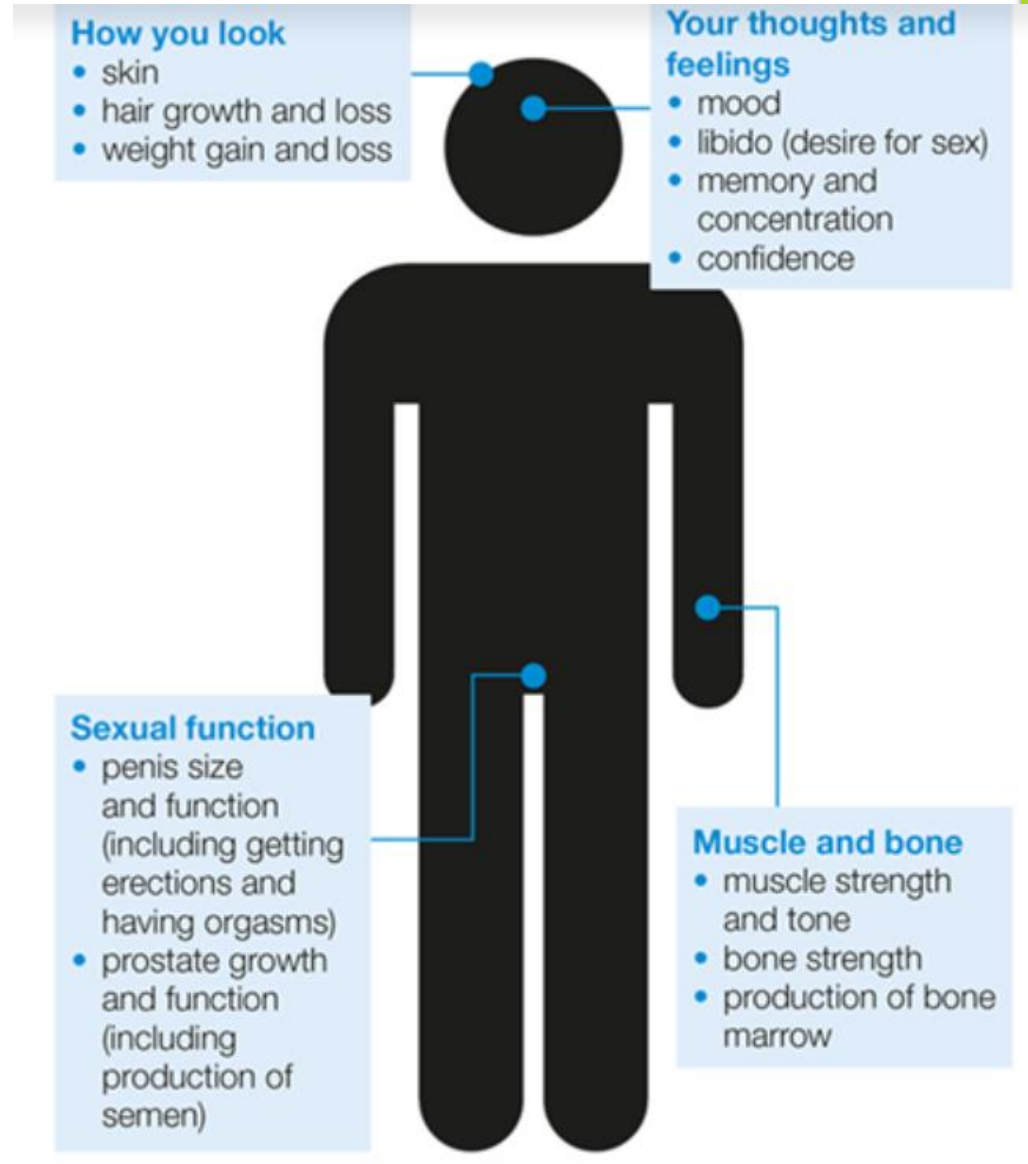 How you look
• skin
• hair growth and loss
• weight gain and loss
Your thoughts and
feelings
• mood
• libido (desire for sex)
• memory and
concentration
• confidence
Sexual function
• penis size
and function
(including getting
erections and
having orgasms)
• prostate growth
and function
(including
production of
semen)
Muscle and bone
• muscle strength
and tone
• bone strength
• production of bone
marrow